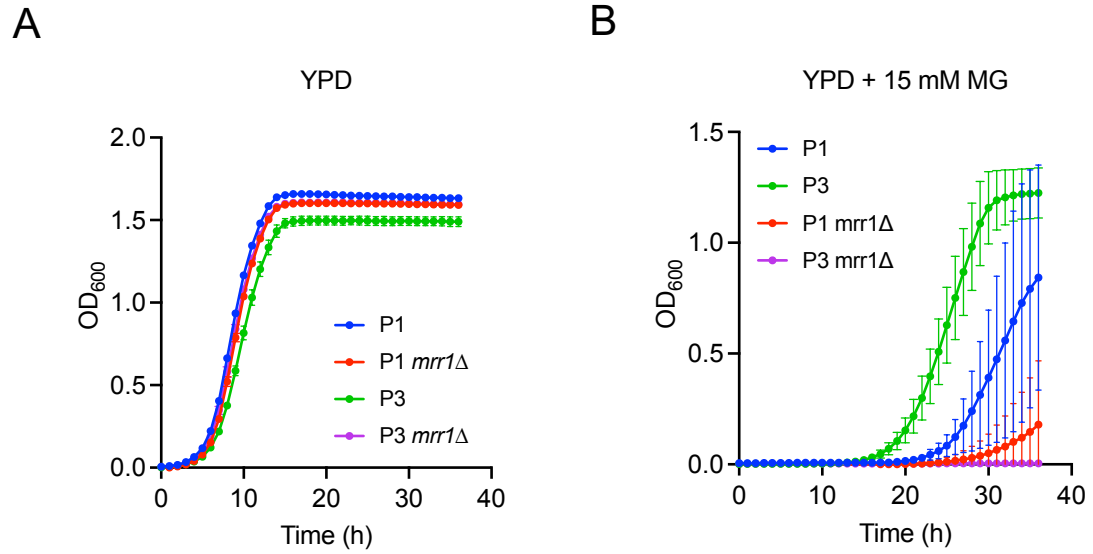 A
YPD
OD600
2.0
1.5
1.0
0.5
0.0
0
10
20
30
40
Time (h)
P1
P1 mrr1Δ
P3
P3 mrr1Δ
B
YPD + 15 mM MG
OD600
1.5
1.0
0.5
0.0
0
10
20
30
40
Time (h)
P1
P3
P1 mrr1Δ
P3 mrr1Δ